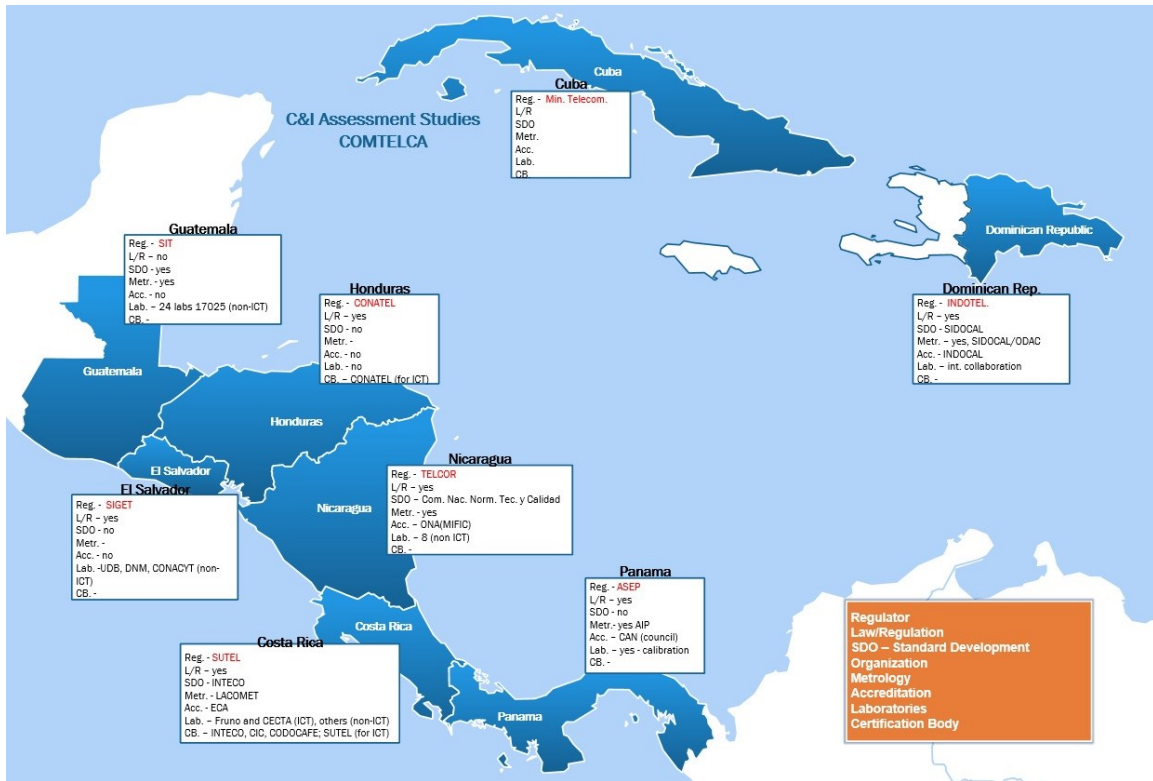 Cuba
Cuba
Reg. - Min. Telecom.
L/R
SDO
Metr.
Acc.
Lab.
CB.
C&I Assessment Studies
COMTELCA
Guatemala
Reg. - SIT
L/R – no
SDO - yes
Metr. - yes
Acc. - no
Lab. – 24 labs 17025 (non-ICT)
CB. -
Guatemala
Honduras
Reg. - CONATEL
L/R – yes
SDO - no
Metr. -
Acc. - no
Lab. - no
CB. – CONATEL (for ICT)
Honduras
Dominican Republic
Dominican Rep.
Reg. - INDOTEL.
L/R – yes
SDO - SIDOCAL
Metr. – yes, SIDOCAL/ODAC
Acc. - INDOCAL
Lab. – int. collaboration
CB. -
El Salvador
El Salvador
Reg. - SIGET
L/R – yes
SDO - no
Metr. -
Acc. - no
Lab. -UDB, DNM, CONACYT (non-
ICT)
CB. -
Nicaragua
Reg. - TELCOR
L/R – yes
SDO – Com. Nac. Norm. Tec. y Calidad
Metr. - yes
Acc. – ONA(MIFIC)
Lab. – 8 (non ICT)
CB. -
Nicaragua
Panama
Reg. - ASEP
L/R – yes
SDO - no
Metr.- yes AIP
Acc. – CAN (council)
Lab. – yes - calibration
CB. -
Panama
Costa Rica
Costa Rica
Reg. - SUTEL
L/R – yes
SDO - INTECO
Metr. - LACOMET
Acc. - ECA
Lab. – Fruno and CECTA (ICT), others (non-ICT)
CB. – INTECO, CIC, CODOCAFE; SUTEL (for ICT)
Regulator
Law/Regulation
SDO – Standard Development
Organization
Metrology
Accreditation
Laboratories
Certification Body